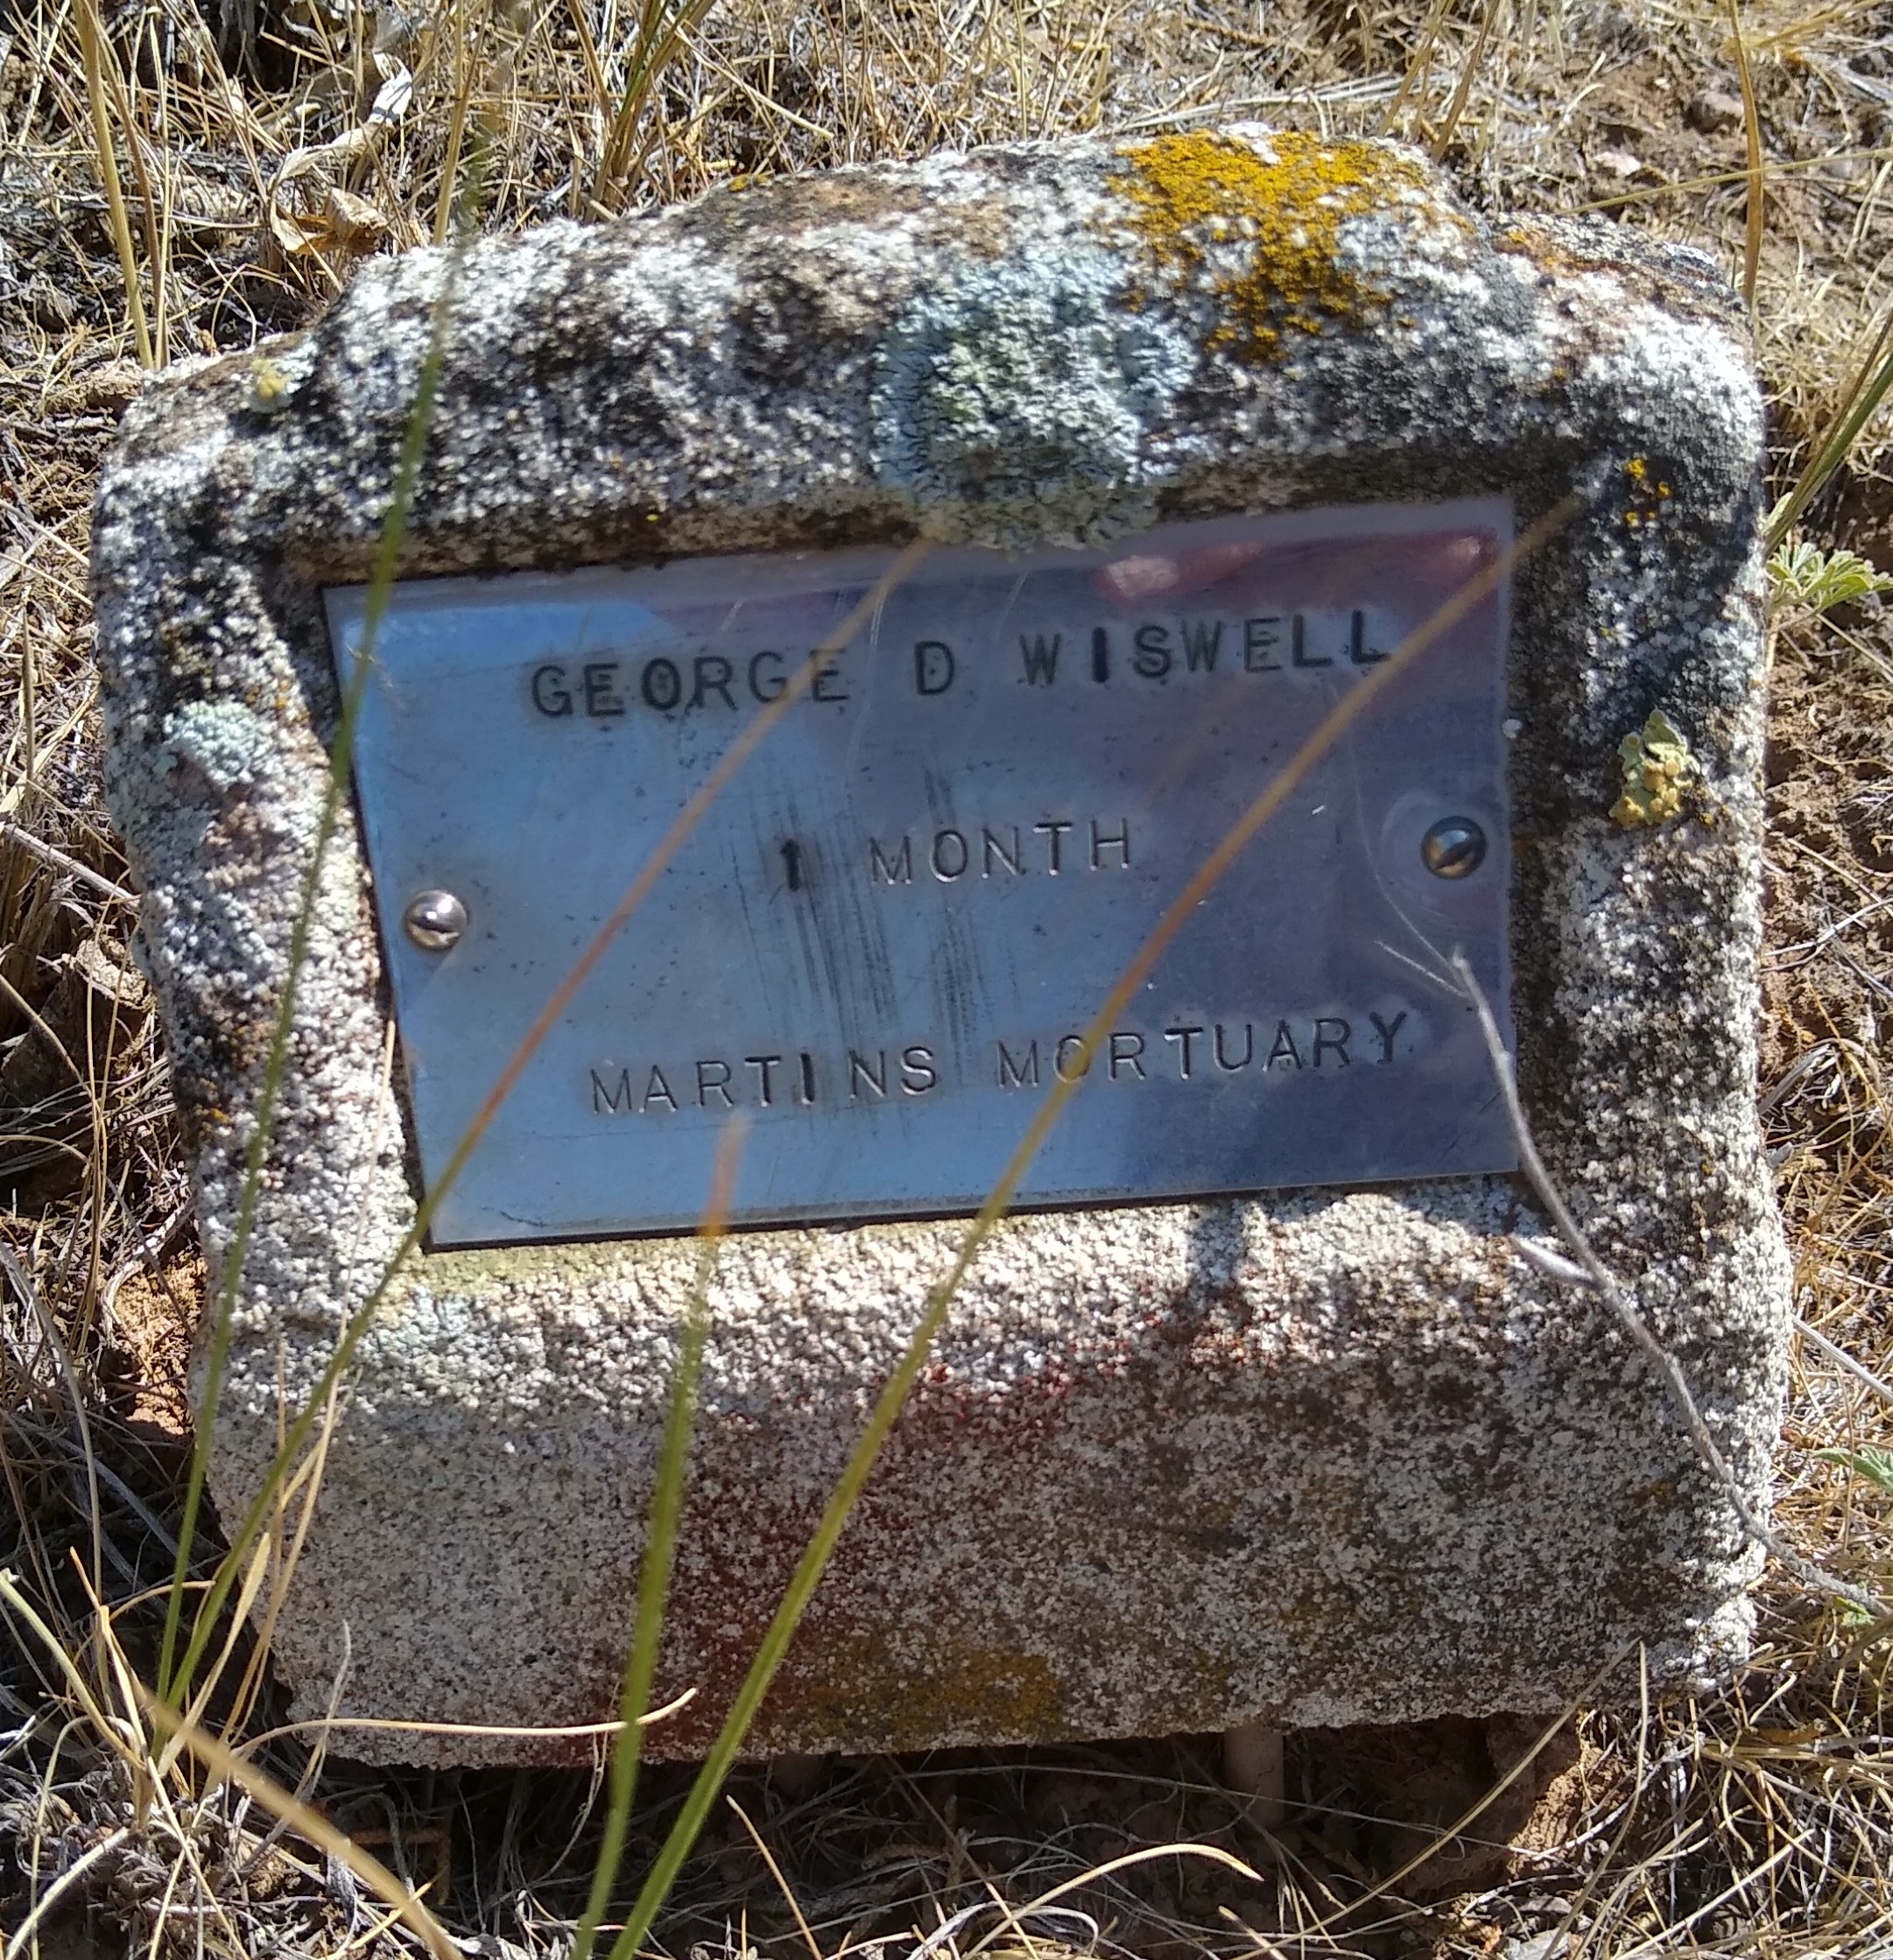 GEORGE D WISWELL
1 MONTH
MARTINS MORTUARY